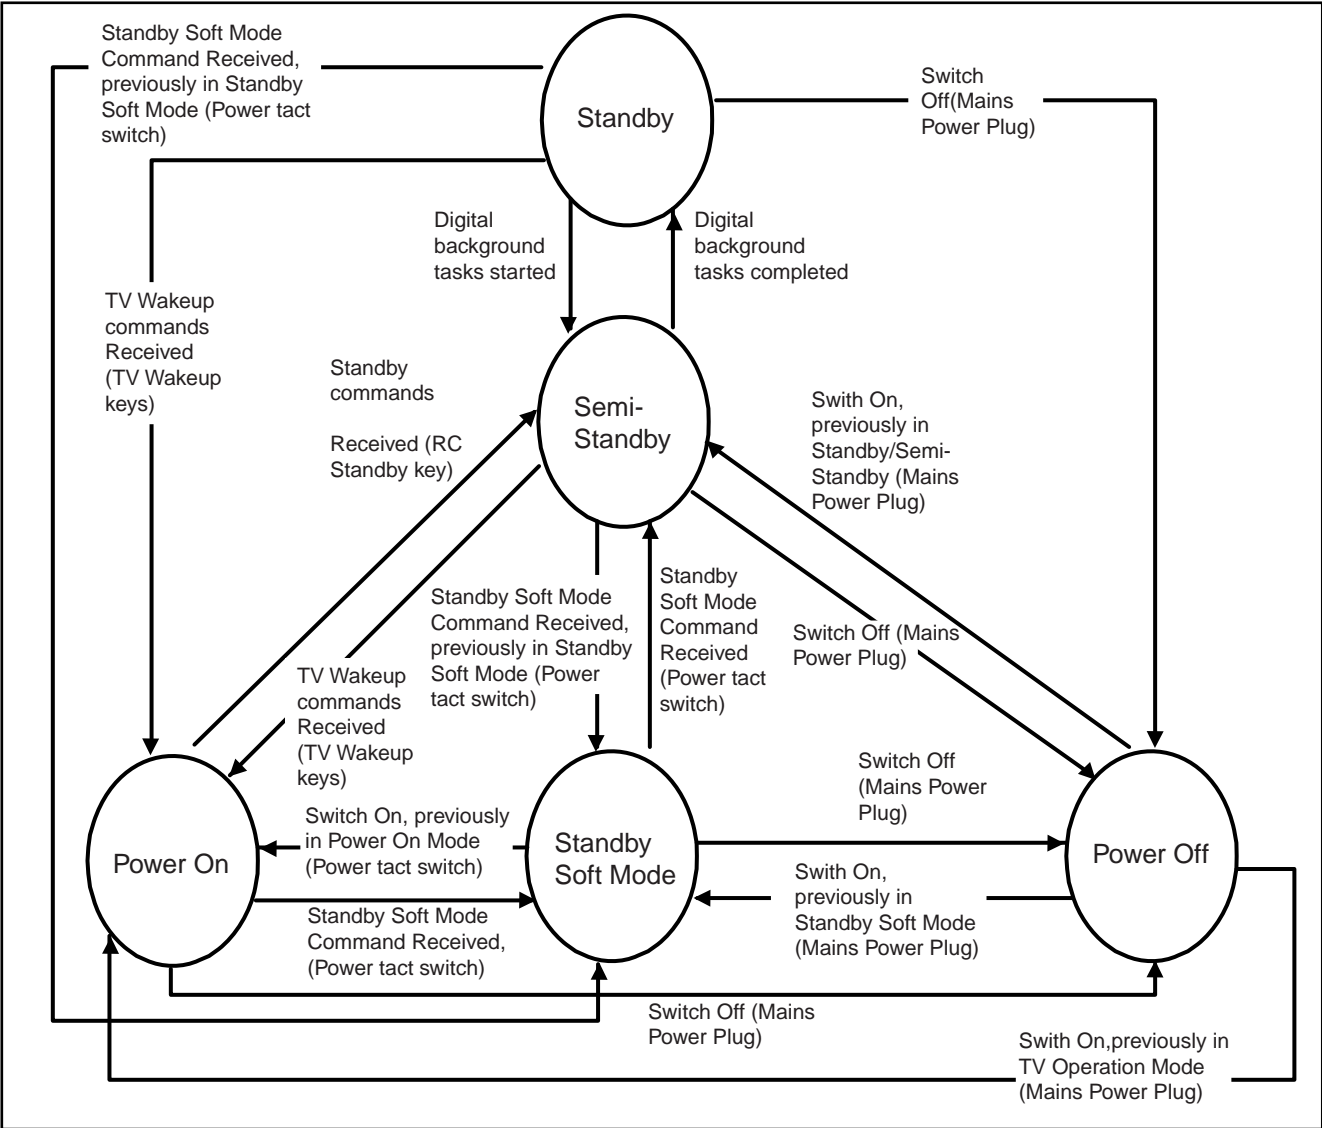 Standby Soft Mode
Command Received,
previously in Standby
Soft Mode (Power tact
switch)
Standby
Switch
Off(Mains
Power Plug)
Digital
background
tasks started
Digital
background
tasks completed
TV Wakeup
commands
Received
(TV Wakeup
keys)
Standby
commands
Received (RC
Standby key)
Semi-
Standby
Swith On,
previously in
Standby/Semi-
Standby (Mains
Power Plug)
Standby Soft Mode
Command Received,
previously in Standby
Soft Mode (Power
tact switch)
Standby
Soft Mode
Command
Received
(Power tact
switch)
Switch Off (Mains
Power Plug)
TV Wakeup
commands
Received
(TV Wakeup
keys)
Switch Off
(Mains Power
Plug)
Power On
Switch On, previously
in Power On Mode
(Power tact switch)
Standby
Soft Mode
Power Off
Swith On,
previously in
Standby Soft Mode
(Mains Power Plug)
Standby Soft Mode
Command Received,
(Power tact switch)
Switch Off (Mains
Power Plug)
Swith On,previously in
TV Operation Mode
(Mains Power Plug)